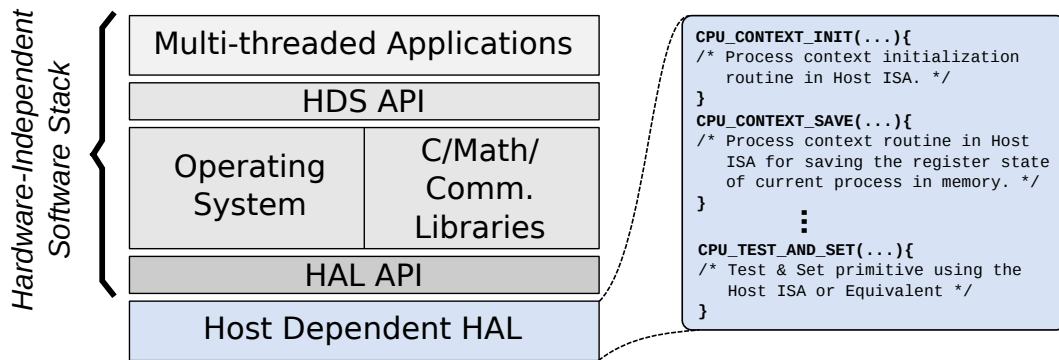 Hardware-Independent
Software Stack
Multi-threaded Applications
HDS API
Operating
System
C/Math/
Comm.
Libraries
HAL API
Host Dependent HAL
CPU_CONTEXT_INIT(...){
/* Process context initialization
routine in Host ISA. */
}
CPU_CONTEXT_SAVE(...){
/* Process context routine in Host
ISA for saving the register state
of current process in memory. */
}
⋮
CPU_TEST_AND_SET(...){
/* Test & Set primitive using the
Host ISA or Equivalent */
}